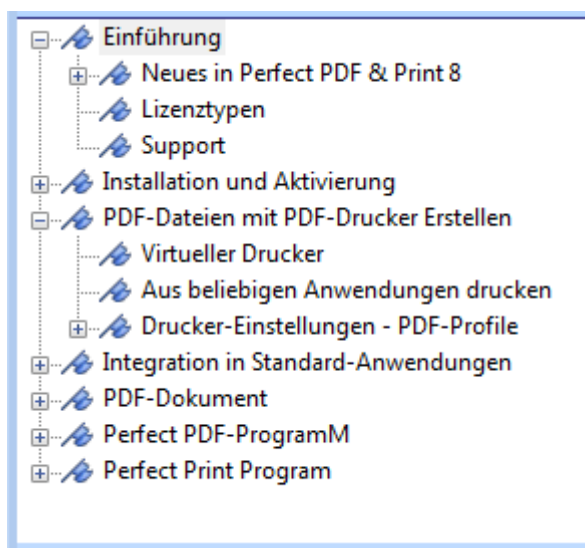 Einführung
Neues in Perfect PDF & Print 8
Lizenztypen
Support
Installation und Aktivierung
PDF-Dateien mit PDF-Drucker Erstellen
Virtueller Drucker
Aus beliebigen Anwendungen drucken
Drucker-Einstellungen - PDF-Profile
Integration in Standard-Anwendungen
PDF-Dokument
Perfect PDF-ProgramM
Perfect Print Program